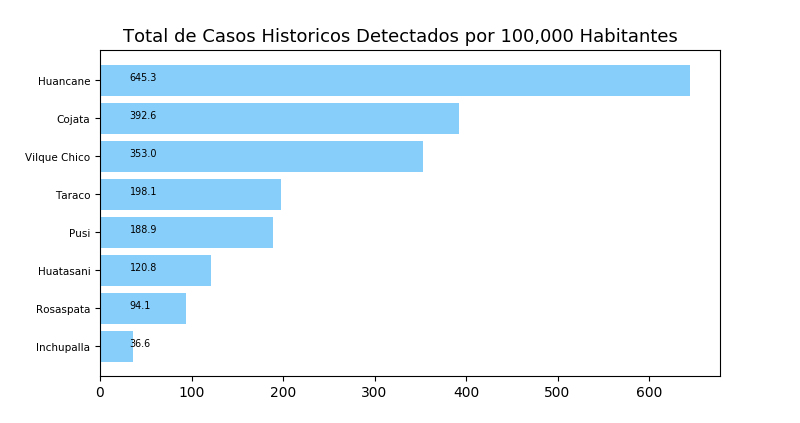 Total de Casos Historicos Detectados por 100,000 Habitantes
Huancane 645.3
Cojata 392.6
Vilque Chico 353.0
Taraco 198.1
Pusi 188.9
Huatasani 120.8
Rosaspata 94.1
Inchupalla 36.6
0 100 200 300 400 500 600